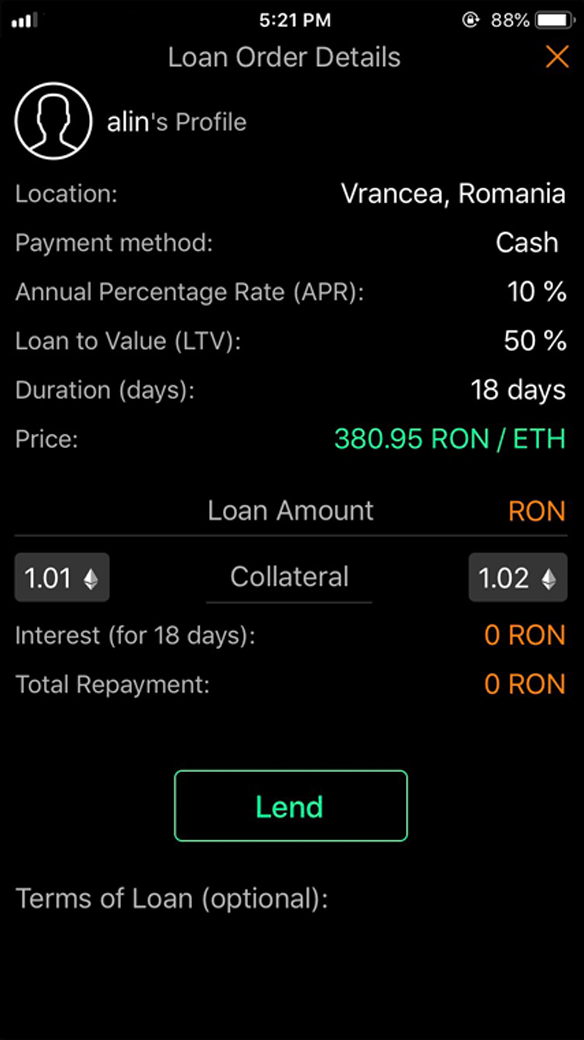 5:21 PM 88%
Loan Order Details
alin's Profile
Location: Vrancea, Romania
Payment method: Cash
Annual Percentage Rate (APR): 10 %
Loan to Value (LTV): 50 %
Duration (days): 18 days
Price: 380.95 RON / ETH
Loan Amount RON
1.01 Collateral 1.02
Interest (for 18 days): 0 RON
Total Repayment: 0 RON
Lend
Terms of Loan (optional):